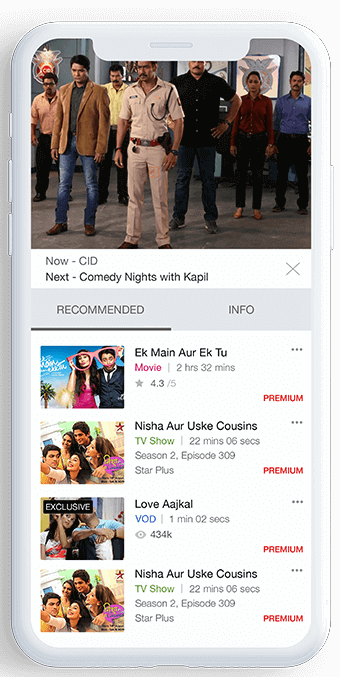 Now - CID
Next - Comedy Nights with Kapil
RECOMMENDED
INFO
Ek Main Aur Ek Tu
Movie | 2 hrs 32 mins
4.3 /5
PREMIUM
Nisha Aur Uske Cousins
TV Show | 22 mins 06 secs
Season 2, Episode 309
Star Plus
PREMIUM
EXCLUSIVE
Love Aajkal
VOD | 1 min 02 secs
434k
PREMIUM
Nisha Aur Uske Cousins
TV Show | 22 mins 06 secs
Season 2, Episode 309
Star Plus
PREMIUM